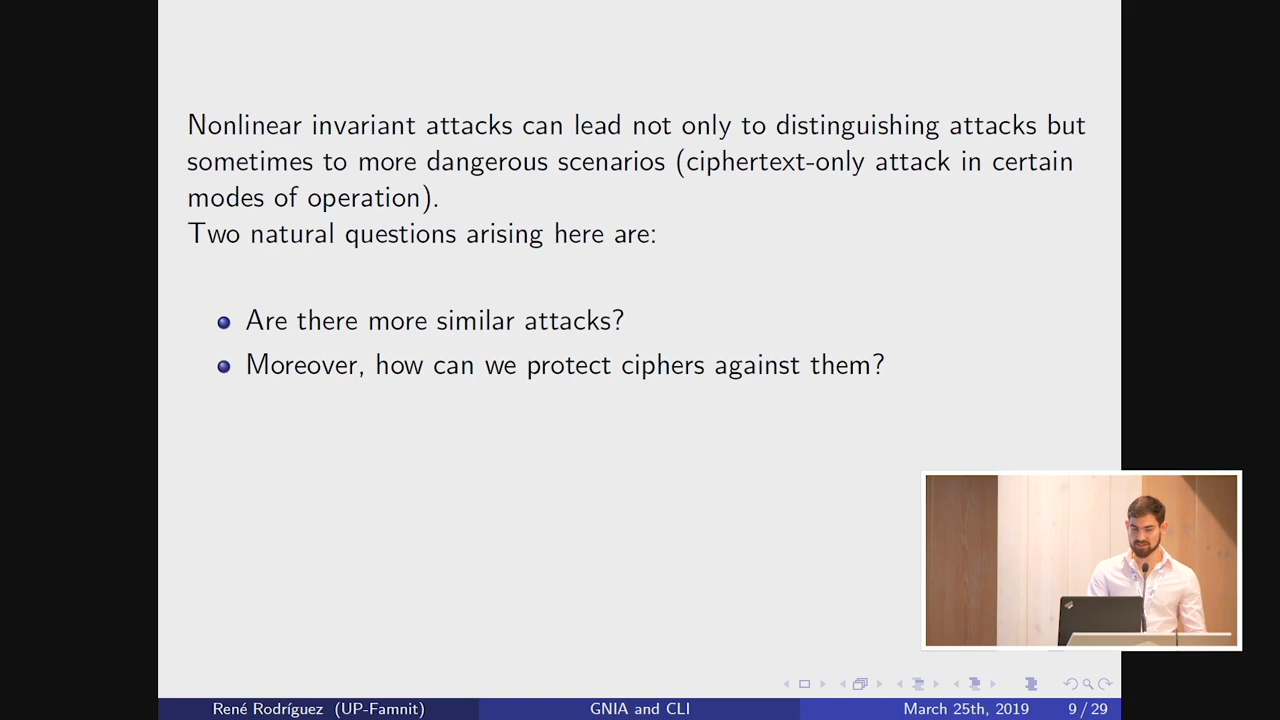 Nonlinear invariant attacks can lead not only to distinguishing attacks but
sometimes to more dangerous scenarios (ciphertext-only attack in certain
modes of operation).
Two natural questions arising here are:
Are there more similar attacks?
Moreover, how can we protect ciphers against them?
René Rodríguez (UP-Famnit) GNIA and CLI March 25th, 2019 9 / 29